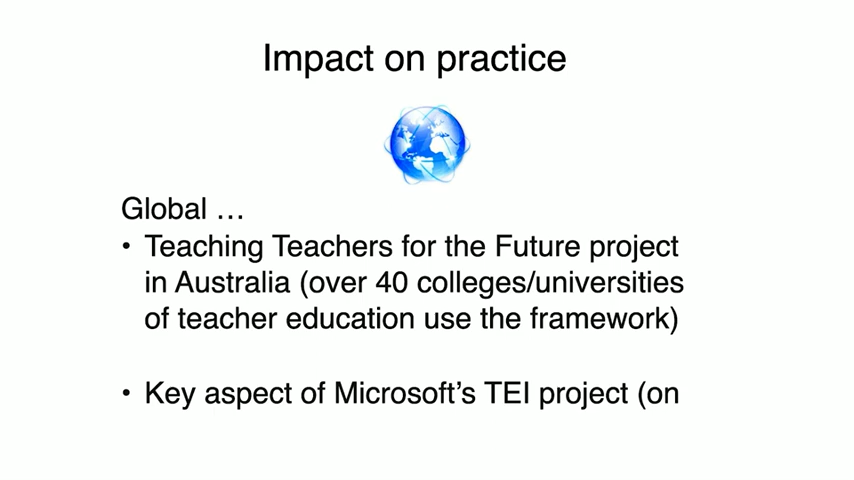 Impact on practice
Global …
• Teaching Teachers for the Future project
in Australia (over 40 colleges/universities
of teacher education use the framework)
• Key aspect of Microsoft’s TEI project (on